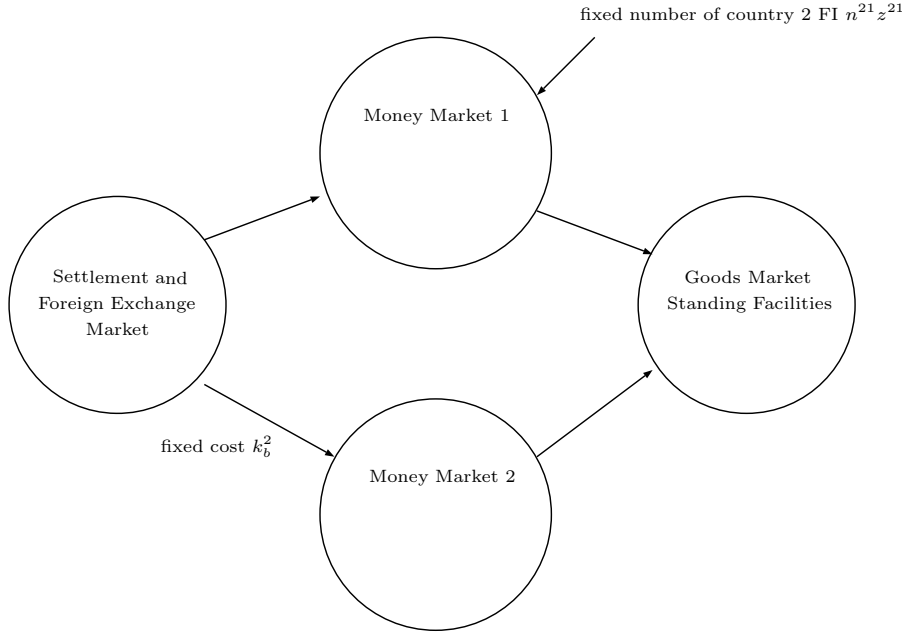 fixed number of country 2 FI n^{21}z^{21}
Money Market 1
Settlement and
Foreign Exchange
Market
Goods Market
Standing Facilities
fixed cost k_b^2
Money Market 2